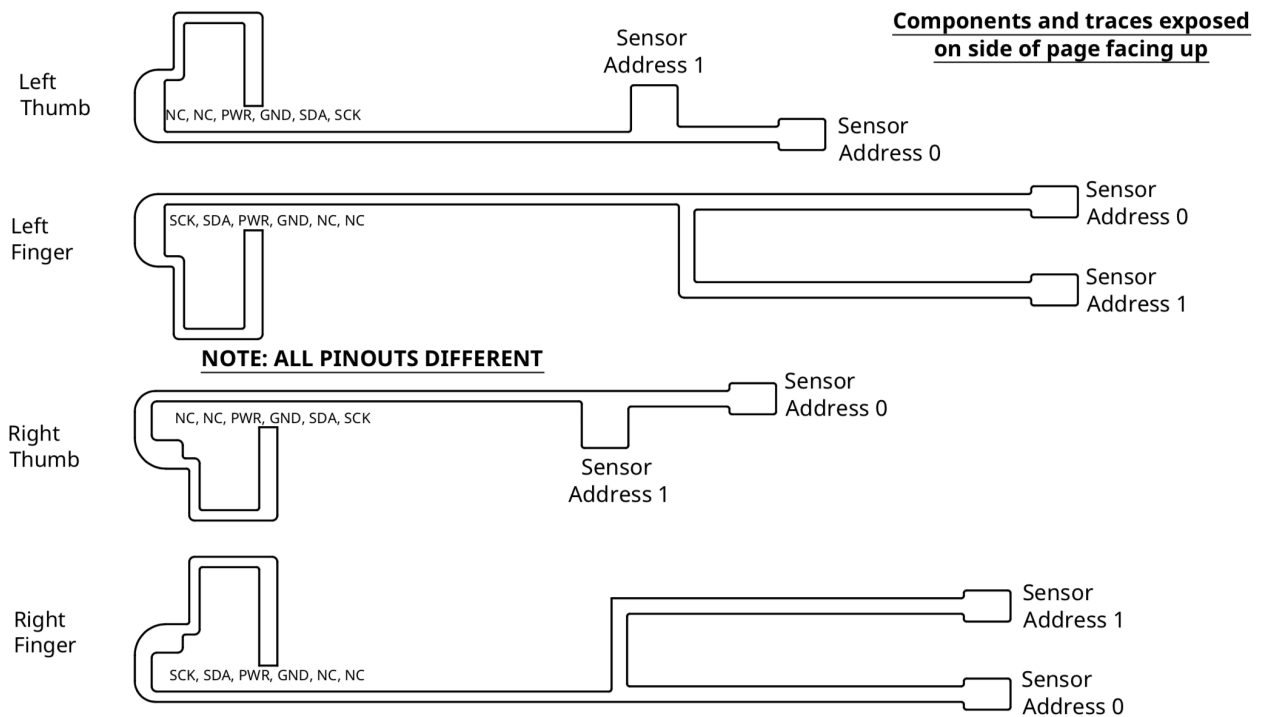 Components and traces exposed
on side of page facing up
Left
Thumb
NC, NC, PWR, GND, SDA, SCK
Sensor
Address 1
Sensor
Address 0
Left
Finger
SCK, SDA, PWR, GND, NC, NC
Sensor
Address 0
Sensor
Address 1
NOTE: ALL PINOUTS DIFFERENT
Right
Thumb
NC, NC, PWR, GND, SDA, SCK
Sensor
Address 0
Sensor
Address 1
Right
Finger
SCK, SDA, PWR, GND, NC, NC
Sensor
Address 1
Sensor
Address 0